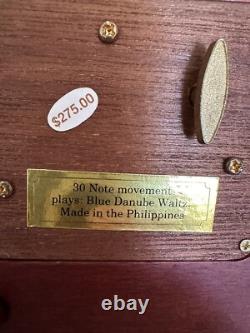 $275.00
30 Note movement
plays: Blue Danube Waltz
Made in the Philippines
ebay